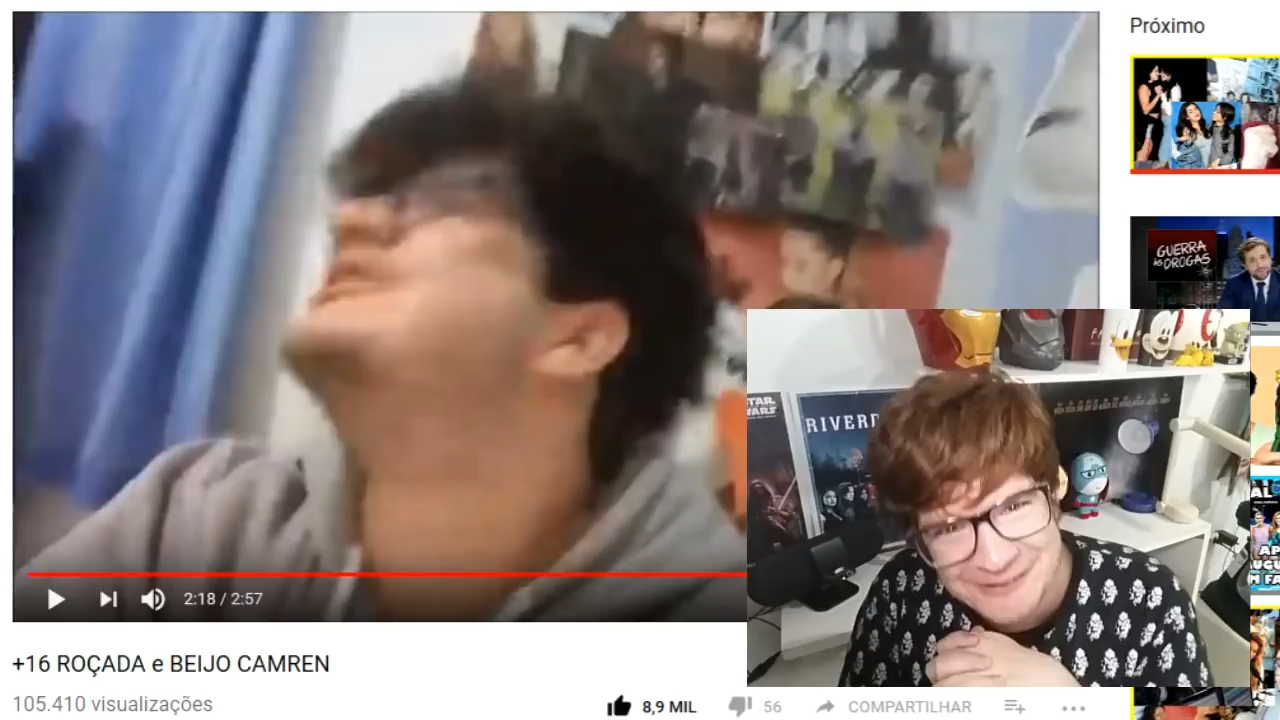 Próximo
GUERRA
ÀS DROGAS
STAR
WARS
RIVERD
2:18 / 2:57
+16 ROÇADA e BEIJO CAMREN
105.410 visualizações
8,9 MIL
56
COMPARTILHAR